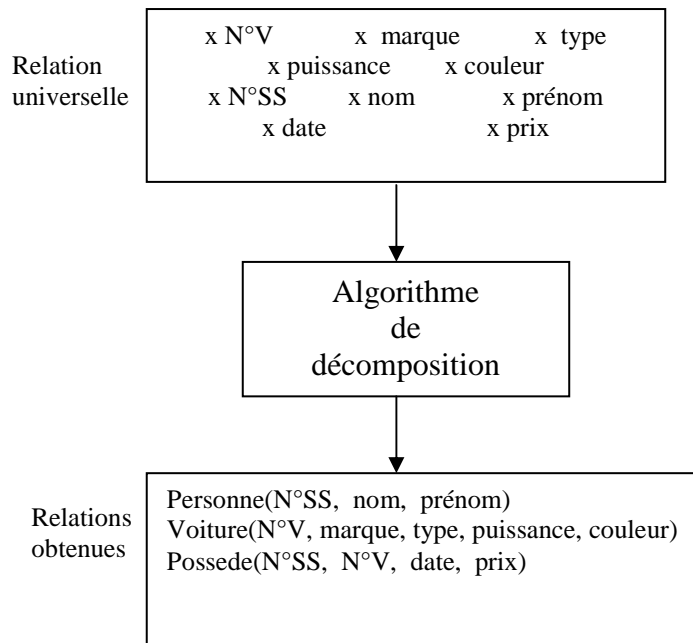 Relation
universelle
x N°V x marque x type
x puissance x couleur
x N°SS x nom x prénom
x date x prix
Algorithme
de
décomposition
Relations
obtenues
Personne(N°SS, nom, prénom)
Voiture(N°V, marque, type, puissance, couleur)
Possede(N°SS, N°V, date, prix)